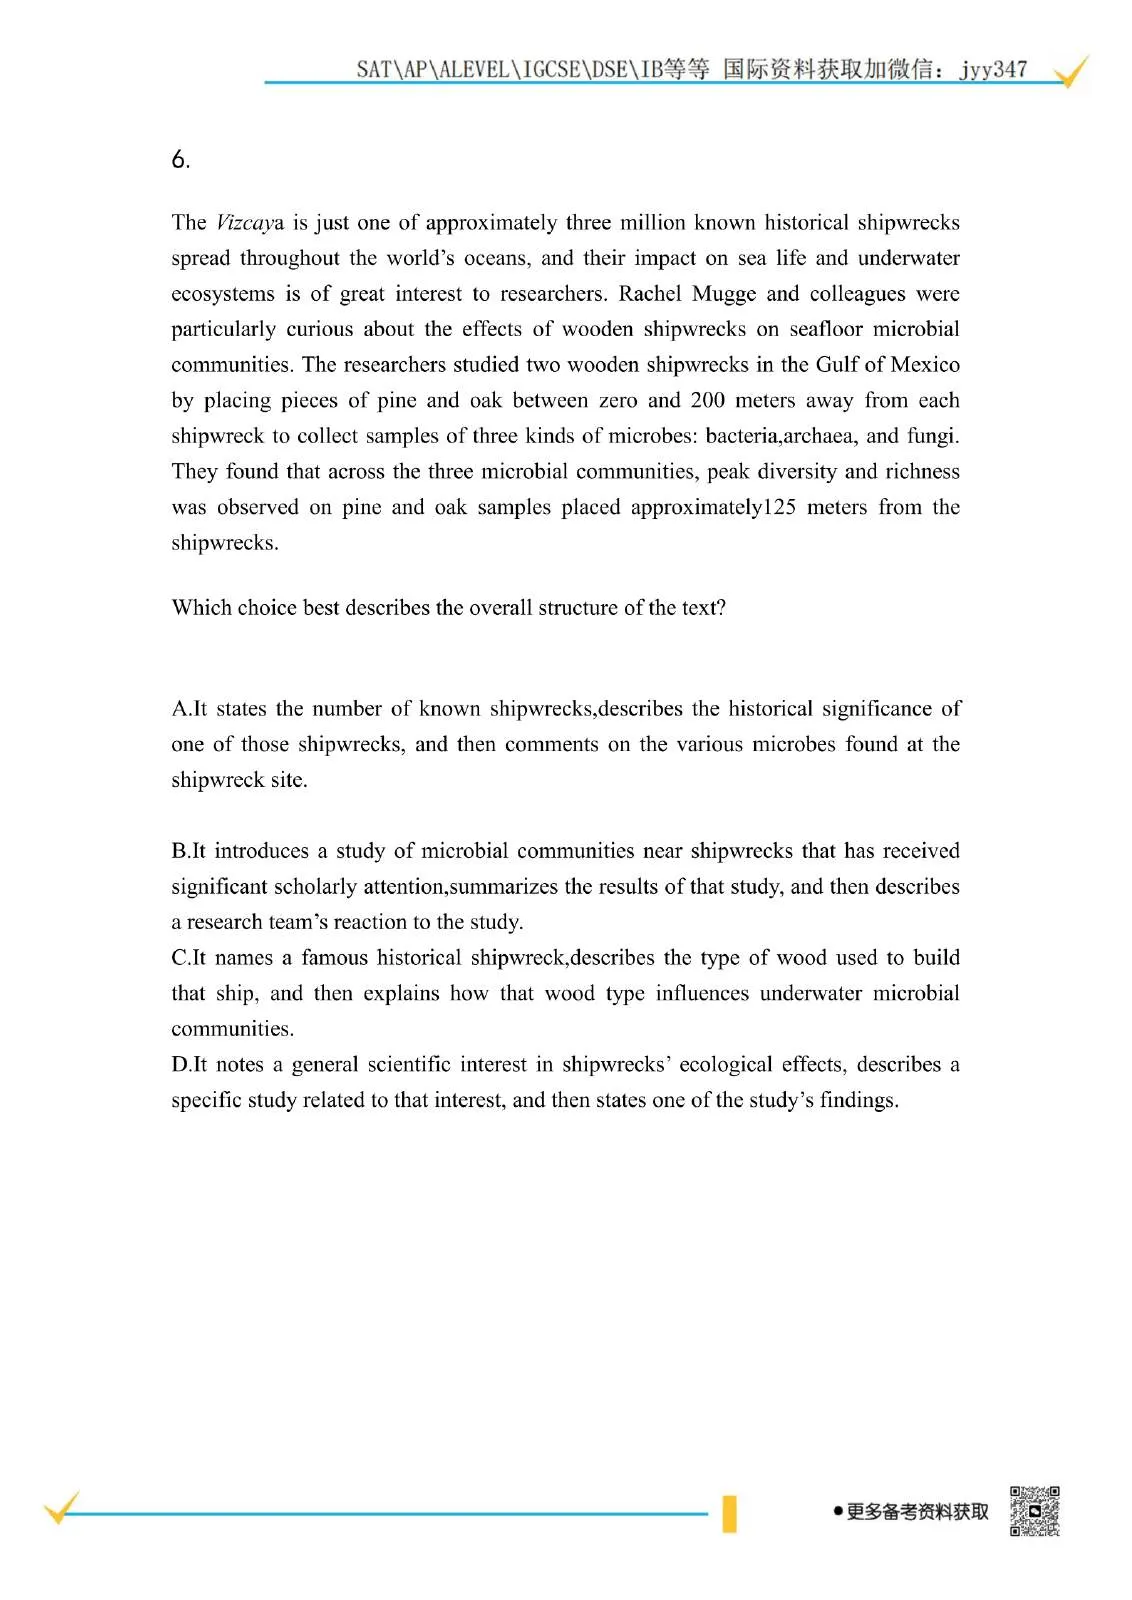 SAT\AP\ALEVEL\IGCSE\DSE\IB等等 国际资料获取加微信：jyy347
6.
The Vizcaya is just one of approximately three million known historical shipwrecks
spread throughout the world’s oceans, and their impact on sea life and underwater
ecosystems is of great interest to researchers. Rachel Mugge and colleagues were
particularly curious about the effects of wooden shipwrecks on seafloor microbial
communities. The researchers studied two wooden shipwrecks in the Gulf of Mexico
by placing pieces of pine and oak between zero and 200 meters away from each
shipwreck to collect samples of three kinds of microbes: bacteria,archaea, and fungi.
They found that across the three microbial communities, peak diversity and richness
was observed on pine and oak samples placed approximately125 meters from the
shipwrecks.
Which choice best describes the overall structure of the text?
A.It states the number of known shipwrecks,describes the historical significance of
one of those shipwrecks, and then comments on the various microbes found at the
shipwreck site.
B.It introduces a study of microbial communities near shipwrecks that has received
significant scholarly attention,summarizes the results of that study, and then describes
a research team’s reaction to the study.
C.It names a famous historical shipwreck,describes the type of wood used to build
that ship, and then explains how that wood type influences underwater microbial
communities.
D.It notes a general scientific interest in shipwrecks’ ecological effects, describes a
specific study related to that interest, and then states one of the study’s findings.
●更多备考资料获取